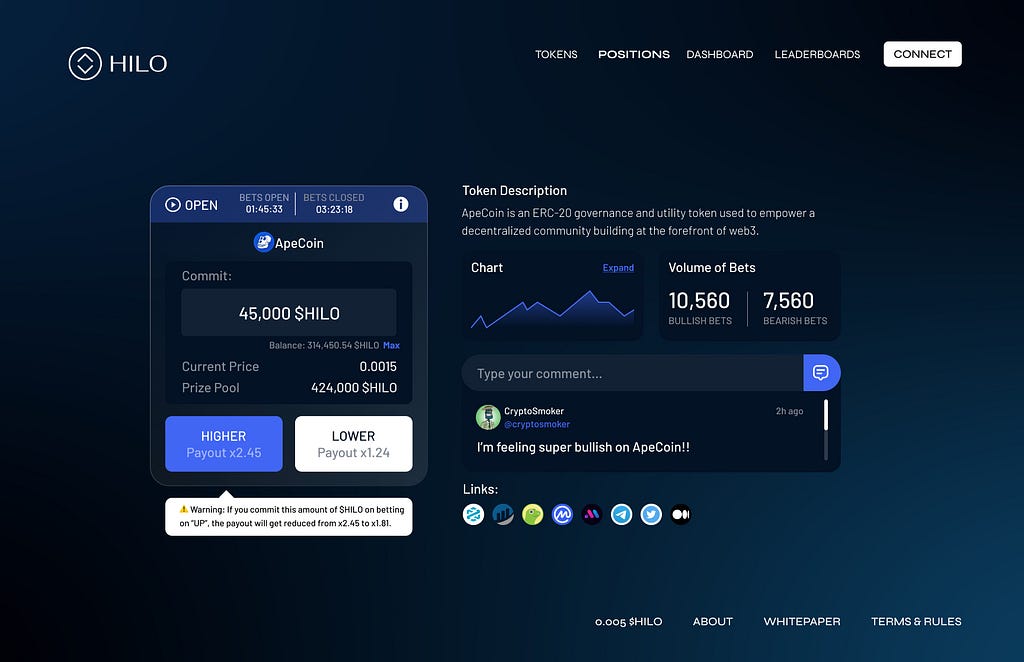 HILO
TOKENS POSITIONS DASHBOARD LEADERBOARDS CONNECT
OPEN
BETS OPEN
01:45:33
BETS CLOSED
03:23:18
ApeCoin
Commit:
45,000 $HILO
Balance: 314,450.54 $HILO Max
Current Price 0.0015
Prize Pool 424,000 $HILO
HIGHER
Payout x2.45
LOWER
Payout x1.24
⚠️ Warning: If you commit this amount of $HILO on betting
on “UP”, the payout will get reduced from x2.45 to x1.81.
Token Description
ApeCoin is an ERC-20 governance and utility token used to empower a
decentralized community building at the forefront of web3.
Chart Expand
Volume of Bets
10,560
BULLISH BETS
7,560
BEARISH BETS
Type your comment...
CryptoSmoker 2h ago
@cryptosmoker
I’m feeling super bullish on ApeCoin!!
Links:
0.005 $HILO ABOUT WHITEPAPER TERMS & RULES